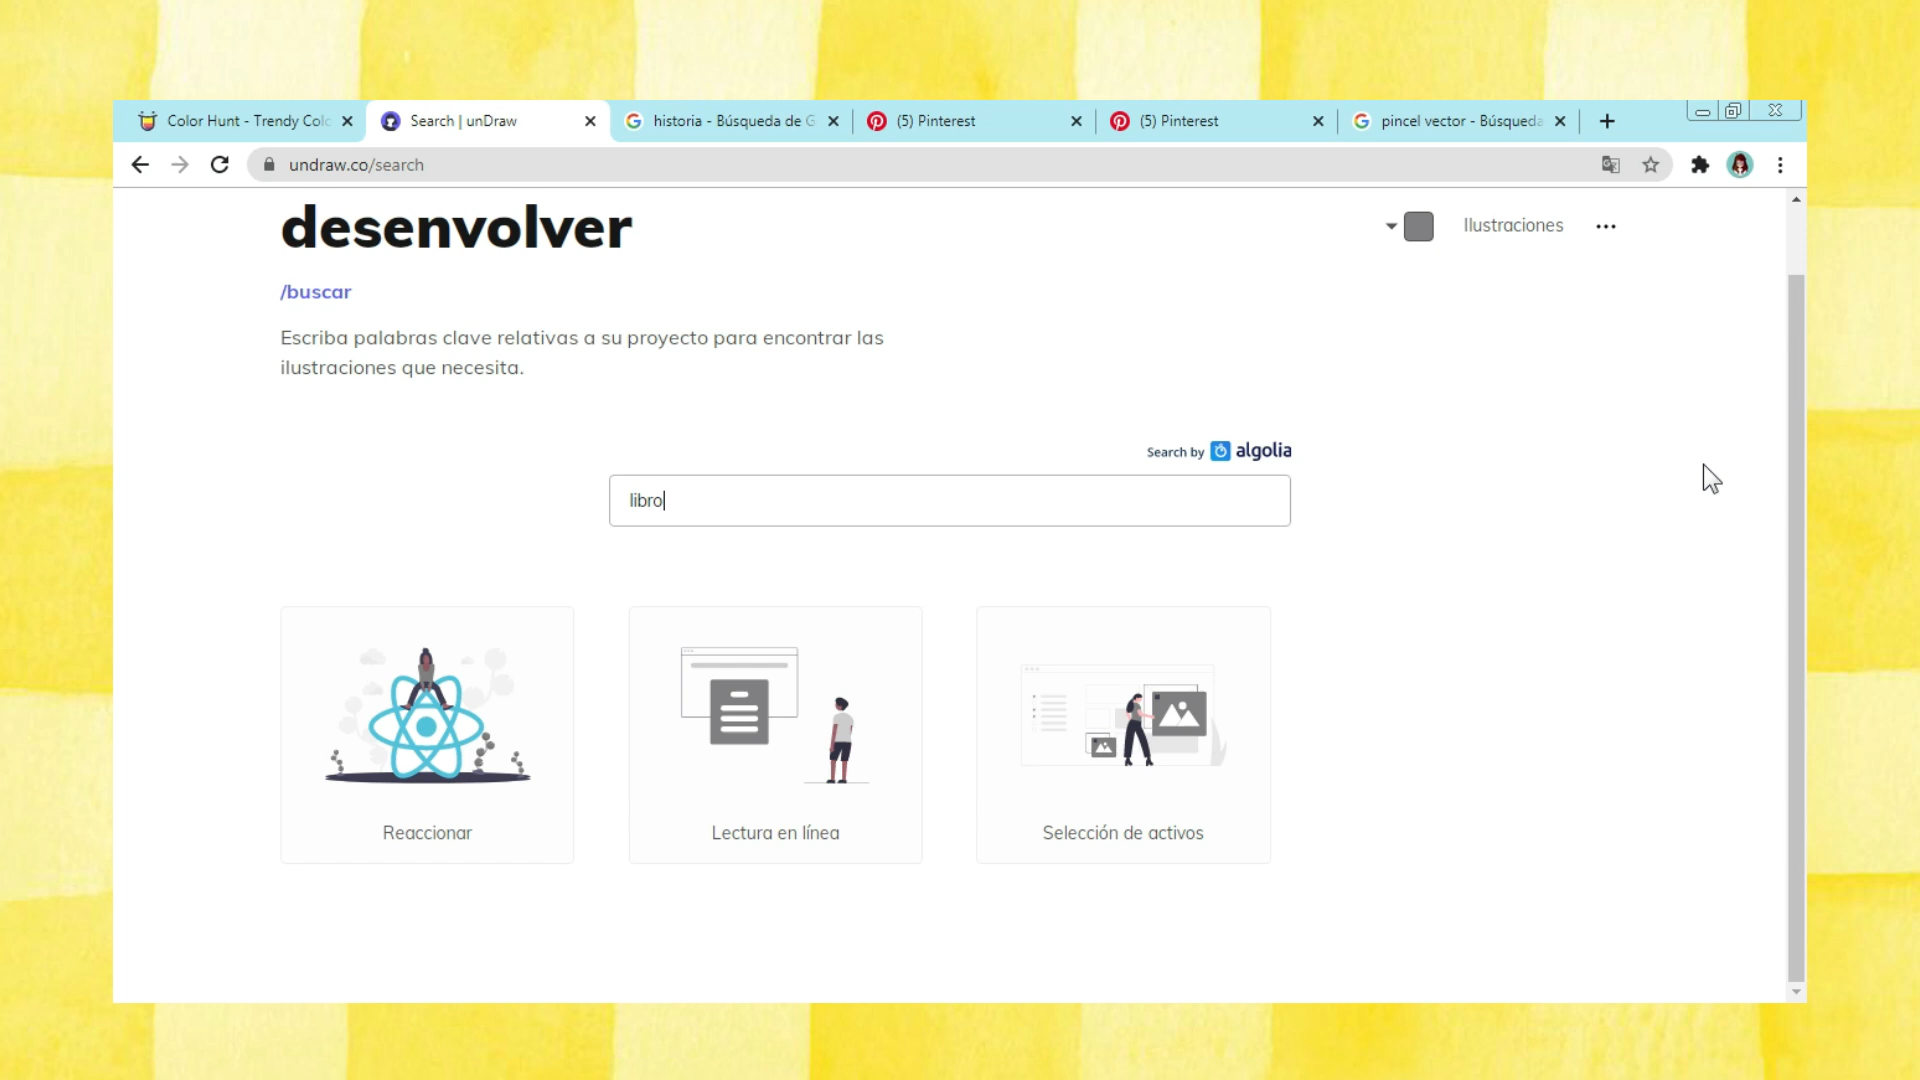 Color Hunt - Trendy Colo
Search | unDraw
historia - Búsqueda de G
(5) Pinterest
(5) Pinterest
pincel vector - Búsqueda
undraw.co/search
desenvolver
Ilustraciones
/buscar
Escriba palabras clave relativas a su proyecto para encontrar las
ilustraciones que necesita.
Search by algolia
libro
Reaccionar
Lectura en línea
Selección de activos